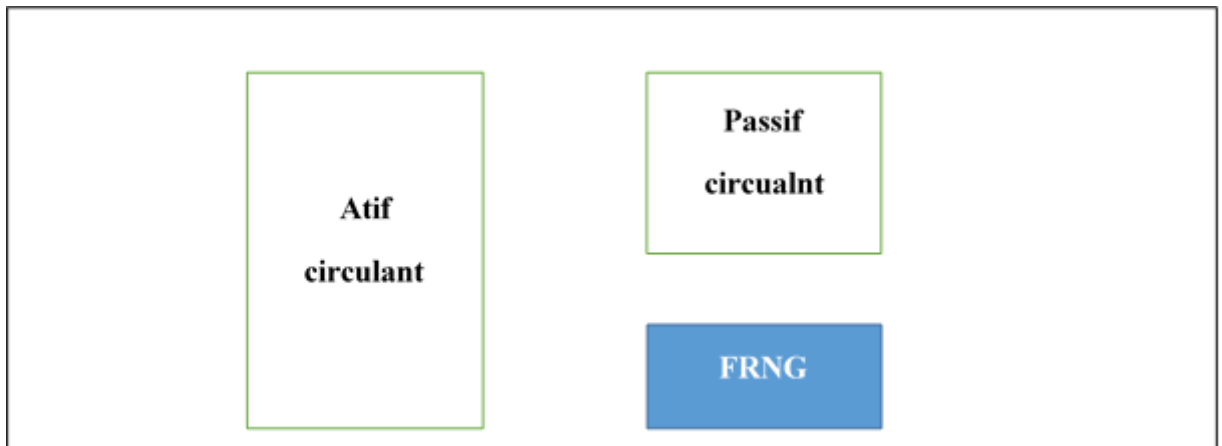 Atif
circulant
Passif
circualnt
FRNG